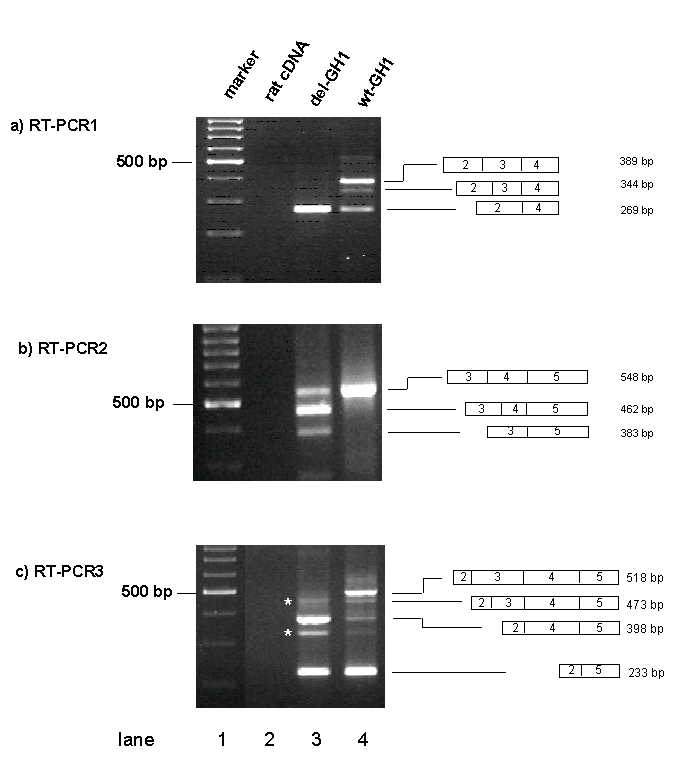 marker rat cDNA del-GH1 wt-GH1
a) RT-PCR1
500 bp
2 3 4 389 bp
2 3 4 344 bp
2 4 269 bp
b) RT-PCR2
500 bp
3 4 5 548 bp
3 4 5 462 bp
3 5 383 bp
c) RT-PCR3
500 bp
2 3 4 5 518 bp
* 2 3 4 5 473 bp
2 4 5 398 bp
*
2 5 233 bp
lane 1 2 3 4